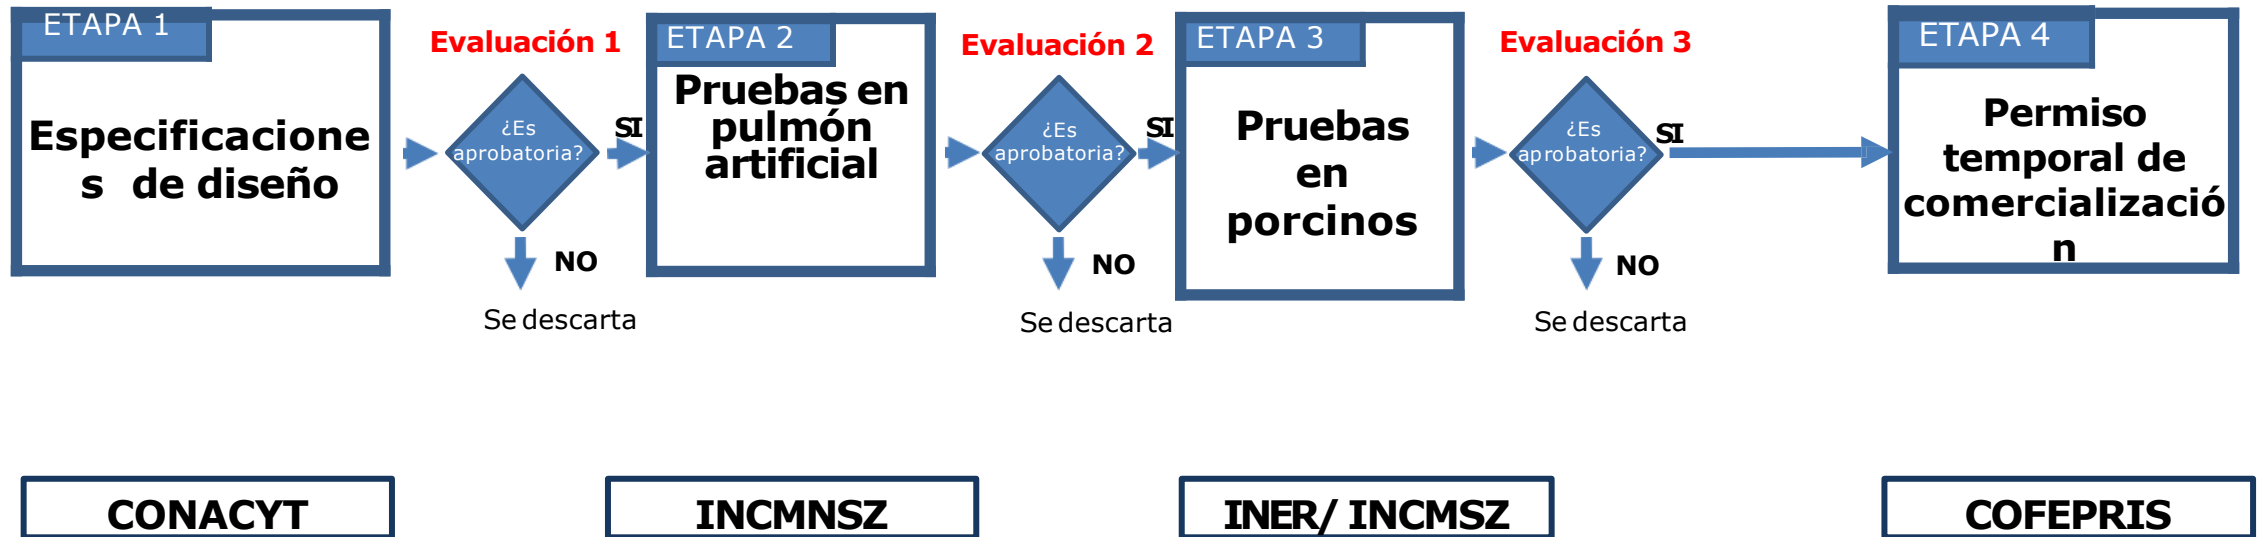 ETAPA 1
Especificacione
s de diseño
Evaluación 1
¿Es
aprobatoria?
SI
NO
Se descarta
ETAPA 2
Pruebas en
pulmón
artificial
Evaluación 2
¿Es
aprobatoria?
SI
NO
Se descarta
ETAPA 3
Pruebas
en
porcinos
Evaluación 3
¿Es
aprobatoria?
SI
NO
Se descarta
ETAPA 4
Permiso
temporal de
comercializació
n
CONACYT
INCMNSZ
INER/ INCMSZ
COFEPRIS